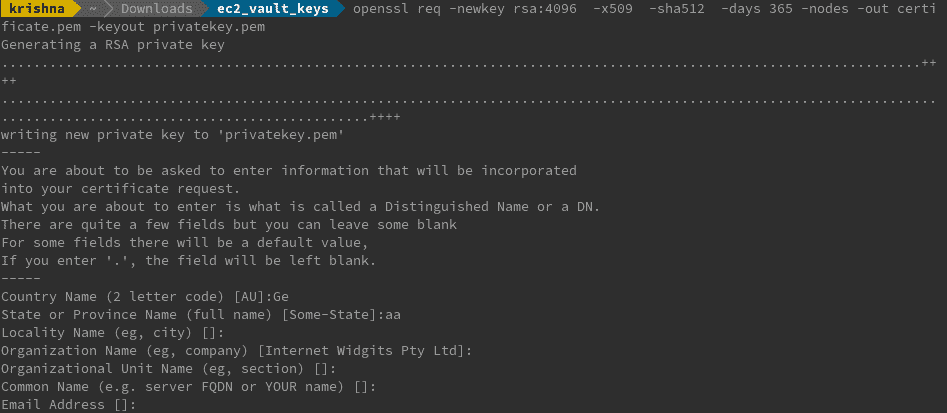 krishna ~ Downloads ec2_vault_keys openssl req -newkey rsa:4096  -x509  -sha512  -days 365 -nodes -out certi
ficate.pem -keyout privatekey.pem
Generating a RSA private key
............................................................................................................++
++
..............................................................................................................
...........................................++++
writing new private key to 'privatekey.pem'
-----
You are about to be asked to enter information that will be incorporated
into your certificate request.
What you are about to enter is what is called a Distinguished Name or a DN.
There are quite a few fields but you can leave some blank
For some fields there will be a default value,
If you enter '.', the field will be left blank.
-----
Country Name (2 letter code) [AU]:Ge
State or Province Name (full name) [Some-State]:aa
Locality Name (eg, city) []:
Organization Name (eg, company) [Internet Widgits Pty Ltd]:
Organizational Unit Name (eg, section) []:
Common Name (e.g. server FQDN or YOUR name) []:
Email Address []: